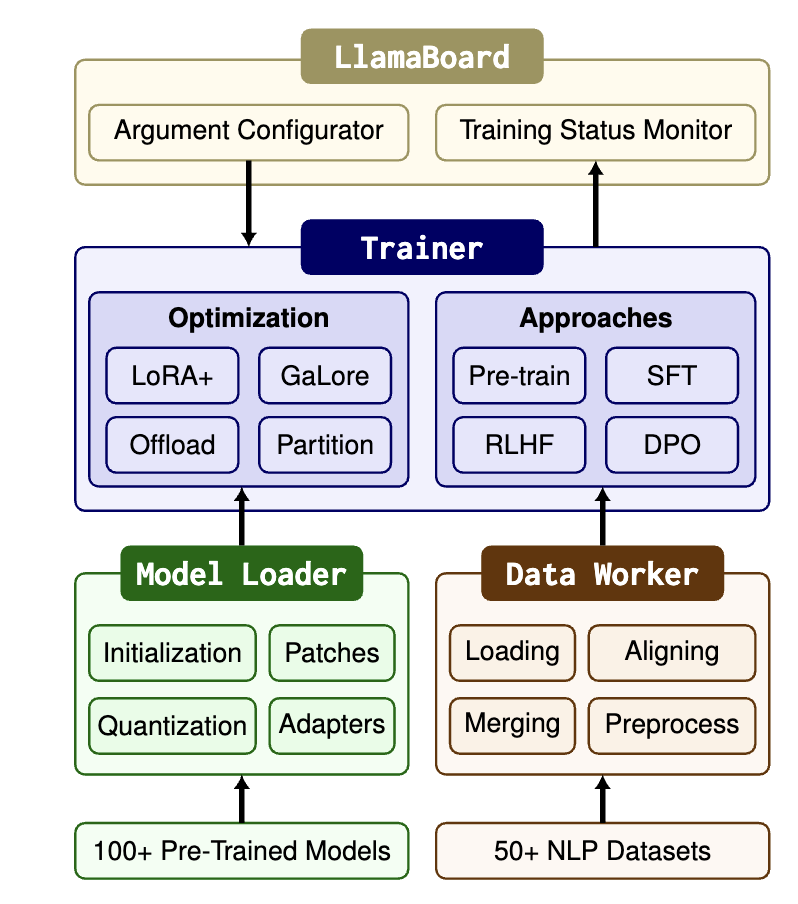 LlamaBoard
Argument Configurator
Training Status Monitor
Trainer
Optimization
LoRA+
GaLore
Offload
Partition
Approaches
Pre-train
SFT
RLHF
DPO
Model Loader
Initialization
Patches
Quantization
Adapters
100+ Pre-Trained Models
Data Worker
Loading
Aligning
Merging
Preprocess
50+ NLP Datasets